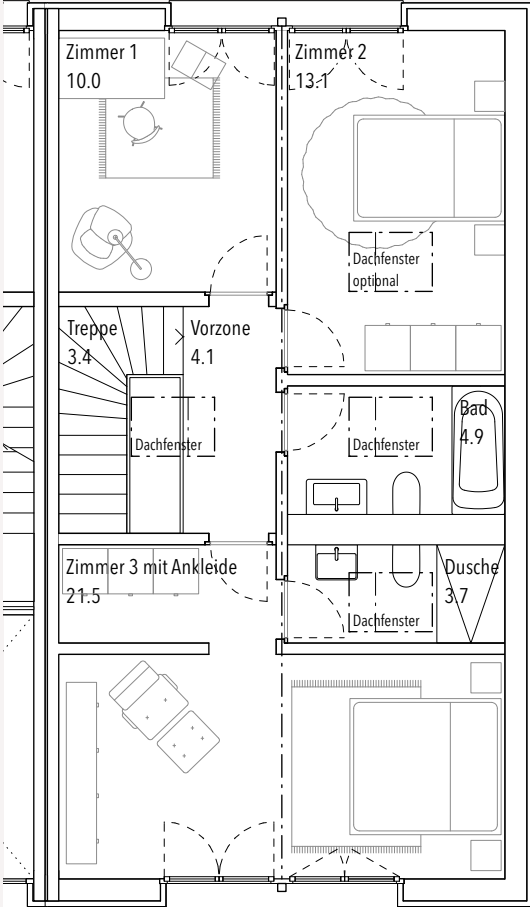 Zimmer 1
10.0
Zimmer 2
13.1
Dachfenster
optional
Treppe
3.4
Vorzone
4.1
Dachfenster
Dachfenster
Bad
4.9
Zimmer 3 mit Ankleide
21.5
Dusche
3.7
Dachfenster